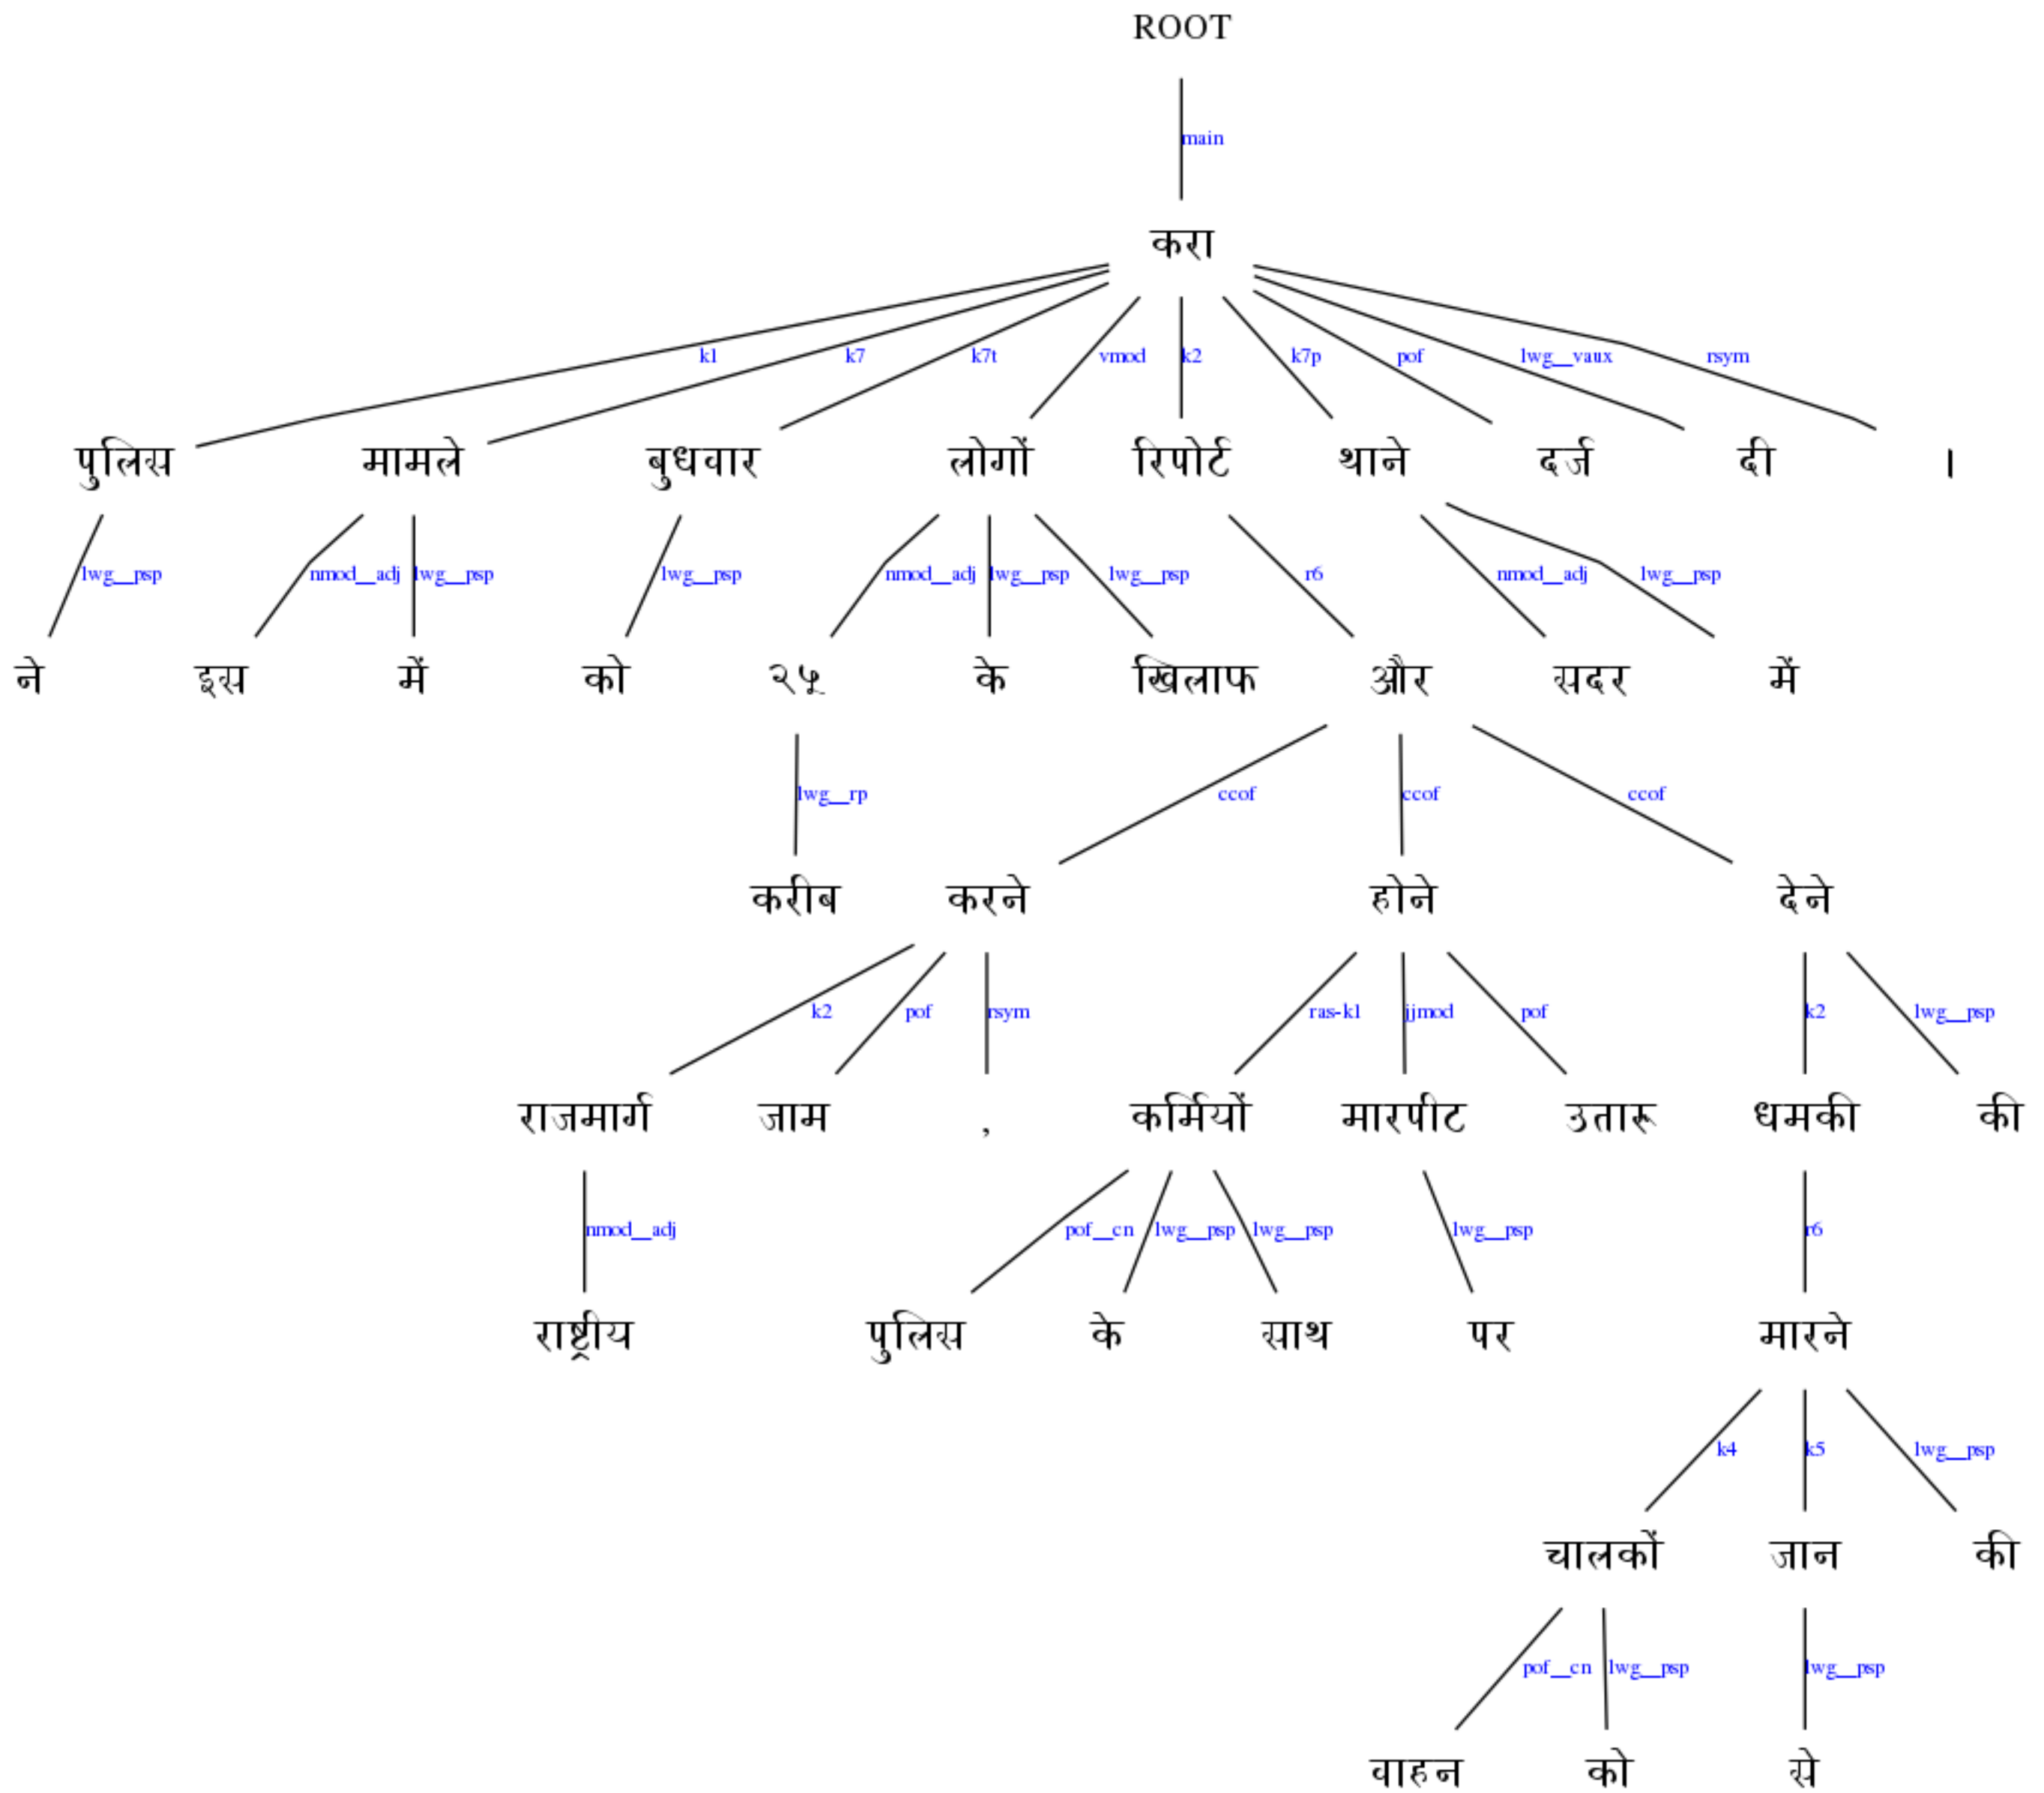 ROOT
main
करा
k1 k7 k7t vmod k2 k7p pof lwg__vaux rsym
पुलिस मामले बुधवार लोगों रिपोर्ट थाने दर्ज दी ।
lwg__psp nmod__adj lwg__psp lwg__psp nmod__adj lwg__psp lwg__psp r6 nmod__adj lwg__psp
ने इस में को २५ के खिलाफ और सदर में
lwg__rp ccof ccof ccof
करीब करने होने देने
k2 pof rsym ras-k1 jjmod pof k2 lwg__psp
राजमार्ग जाम , कर्मियों मारपीट उतारू धमकी की
nmod__adj pof__cn lwg__psp lwg__psp lwg__psp r6
राष्ट्रीय पुलिस के साथ पर मारने
k4 k5 lwg__psp
चालकों जान की
pof__cn lwg__psp lwg__psp
वाहन को से